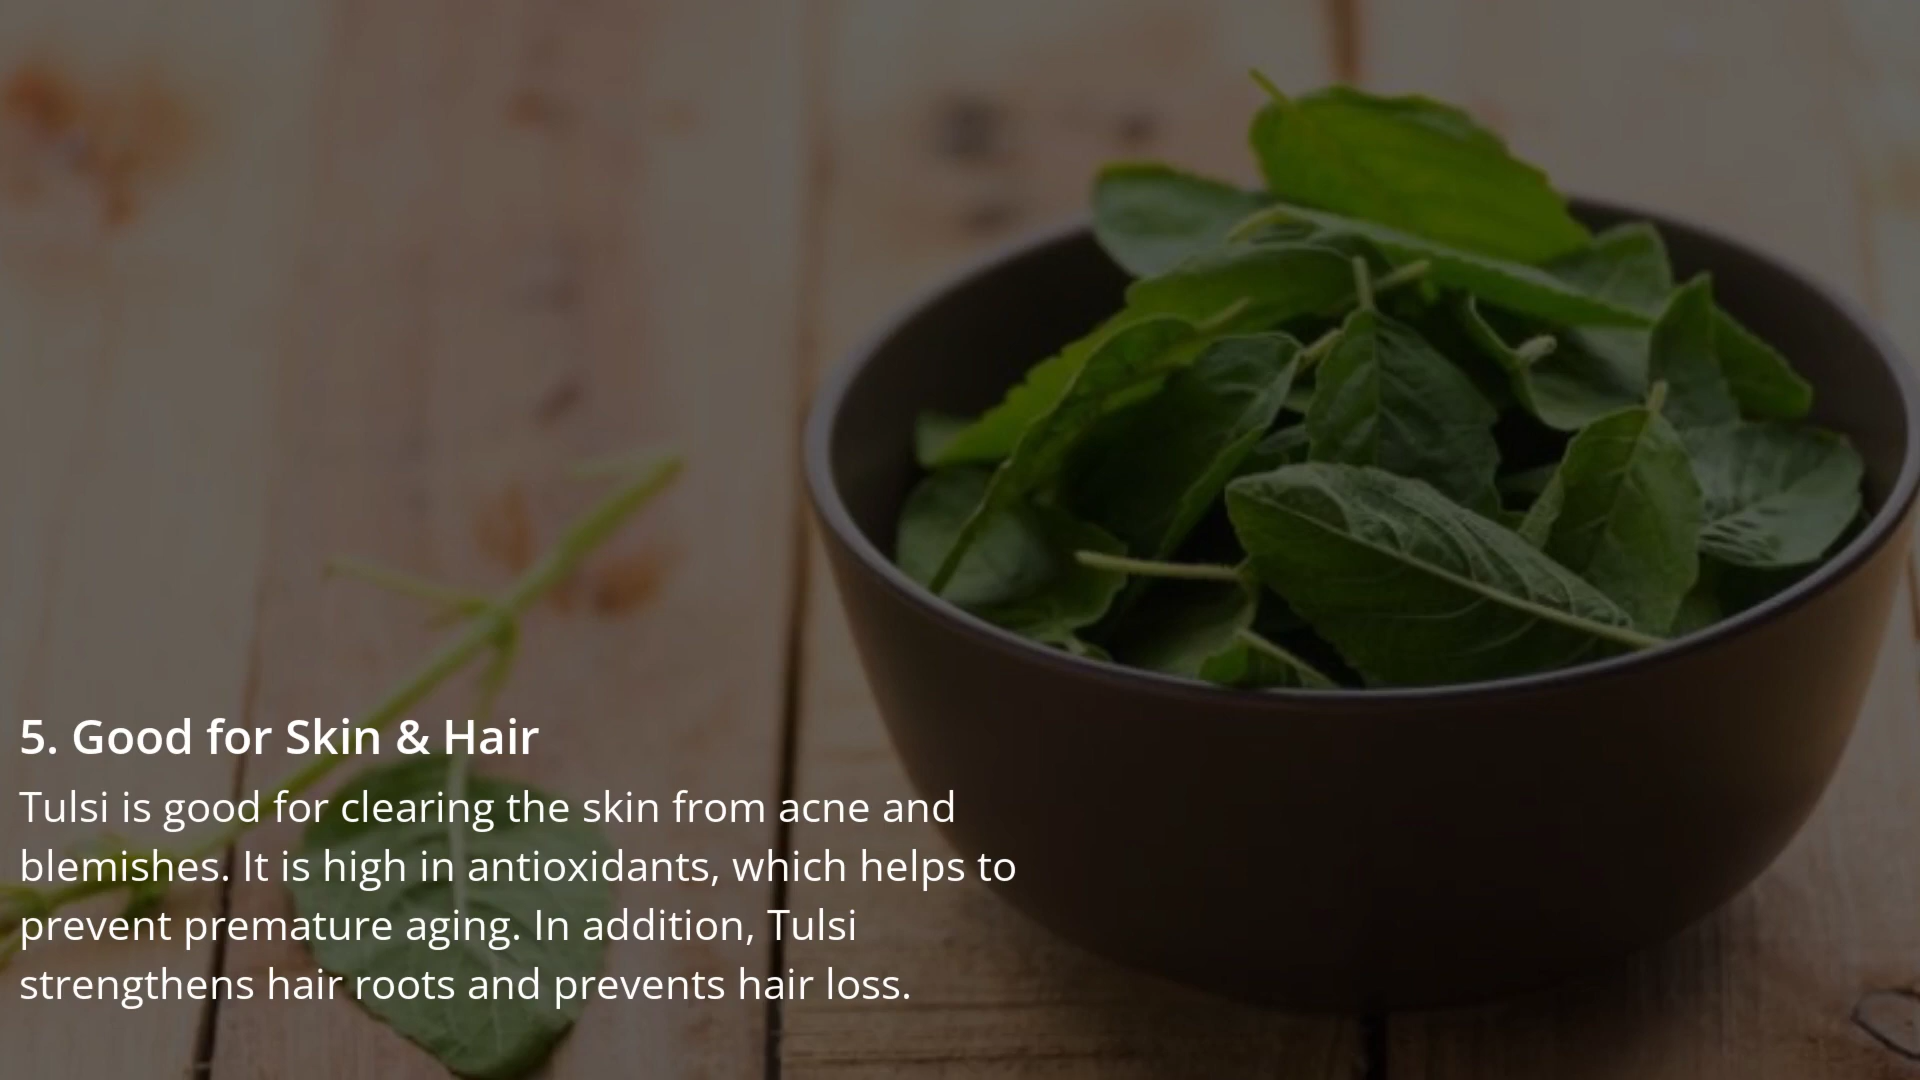 5. Good for Skin & Hair
Tulsi is good for clearing the skin from acne and
blemishes. It is high in antioxidants, which helps to
prevent premature aging. In addition, Tulsi
strengthens hair roots and prevents hair loss.